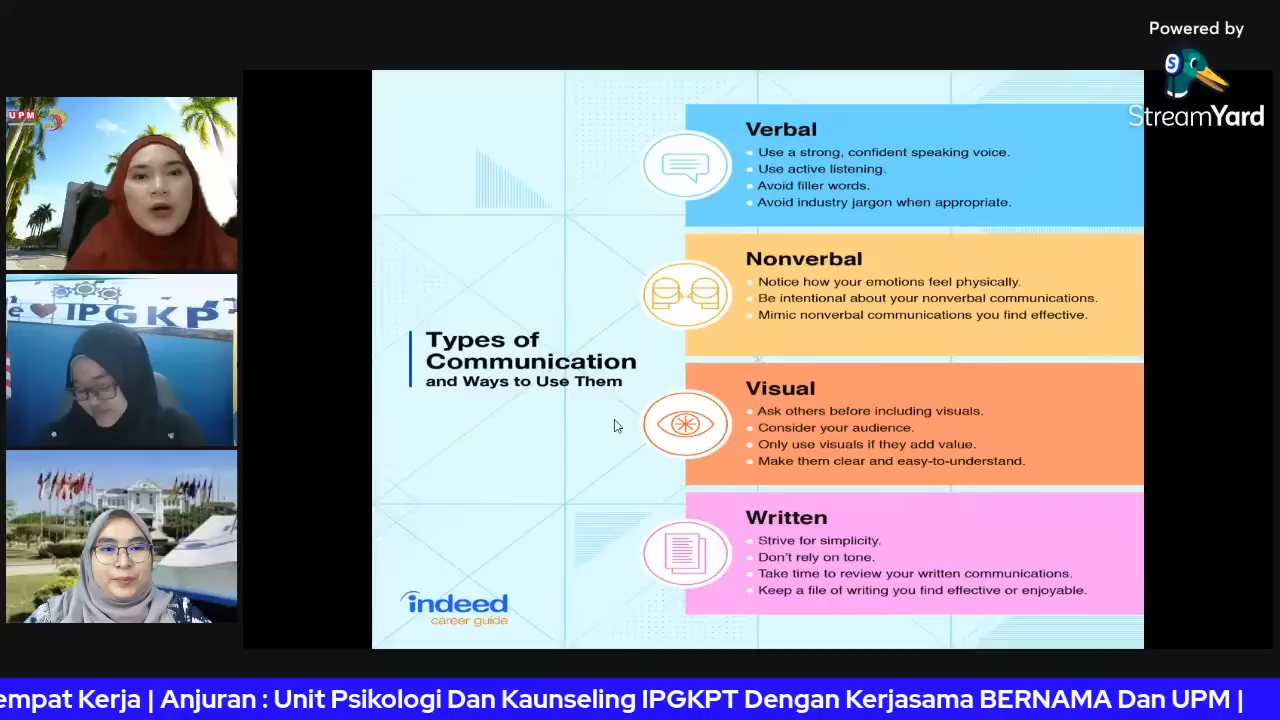 Powered by
StreamYard
UPM
IPGKP
Types of
Communication
and Ways to Use Them
indeed
career guide
Verbal
Use a strong, confident speaking voice.
Use active listening.
Avoid filler words.
Avoid industry jargon when appropriate.
Nonverbal
Notice how your emotions feel physically.
Be intentional about your nonverbal communications.
Mimic nonverbal communications you find effective.
Visual
Ask others before including visuals.
Consider your audience.
Only use visuals if they add value.
Make them clear and easy-to-understand.
Written
Strive for simplicity.
Don't rely on tone.
Take time to review your written communications.
Keep a file of writing you find effective or enjoyable.
empat Kerja | Anjuran : Unit Psikologi Dan Kaunseling IPGKPT Dengan Kerjasama BERNAMA Dan UPM |